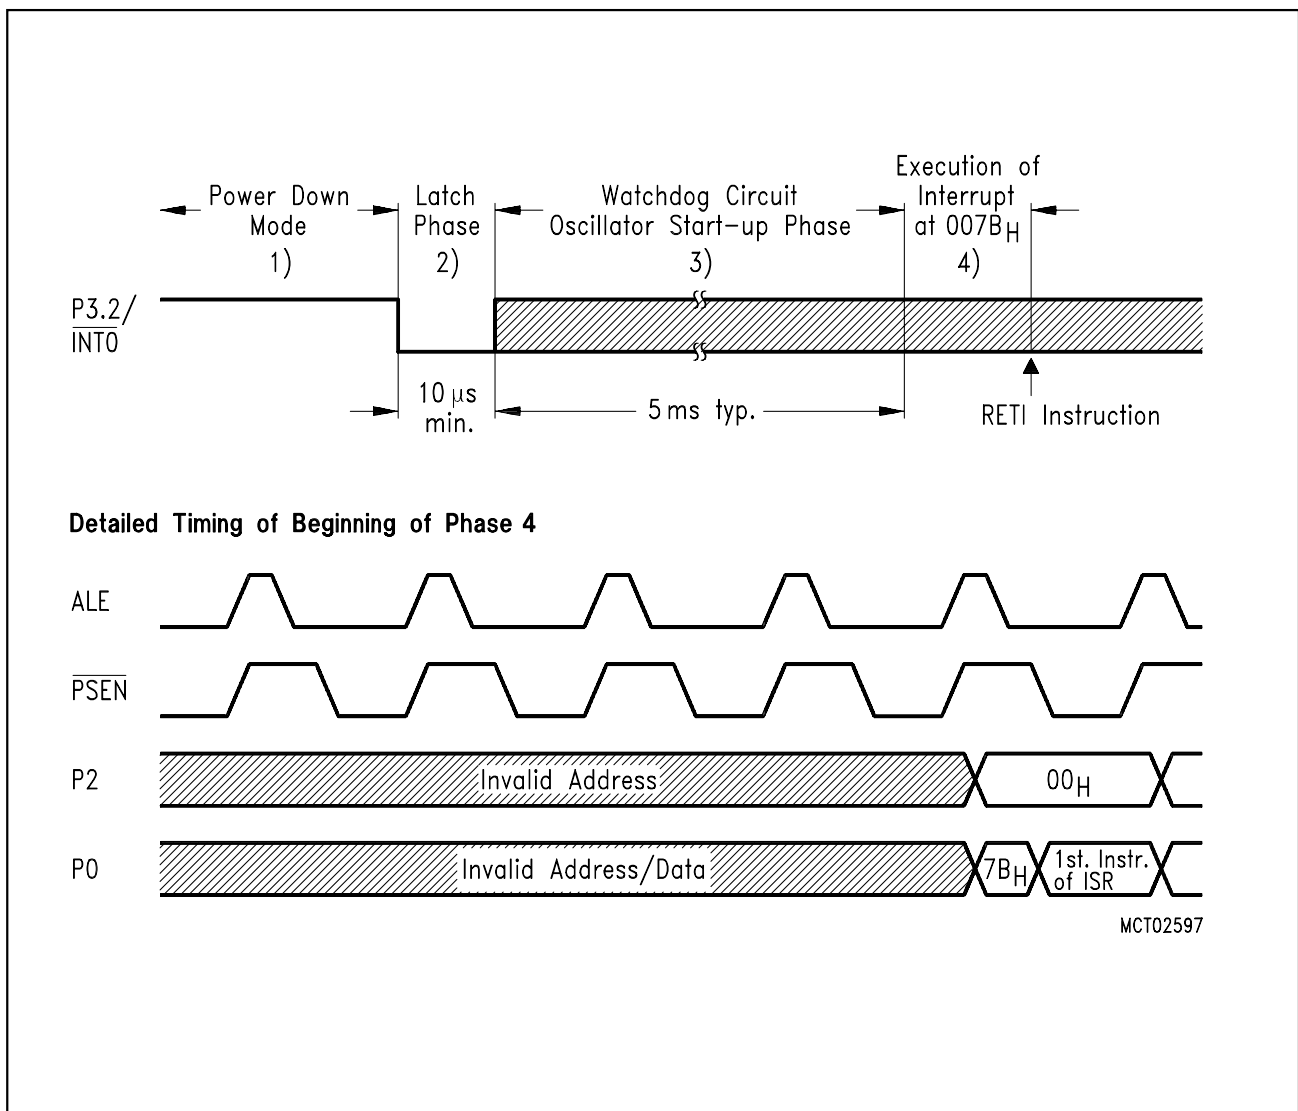 Power Down
Mode
1)
Latch
Phase
2)
Watchdog Circuit
Oscillator Start-up Phase
3)
Execution of
Interrupt
at 007BH
4)
P3.2/
INT0
10 μs
min.
5 ms typ.
RETI Instruction
Detailed Timing of Beginning of Phase 4
ALE
PSEN
P2
Invalid Address
00H
P0
Invalid Address/Data
7BH
1st. Instr.
of ISR
MCT02597